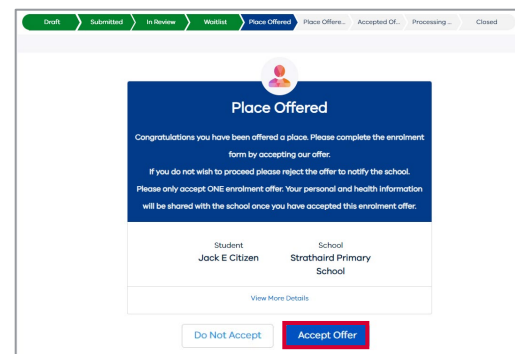 Draft Submitted In Review Waitlist Place Offered Place Offere... Accepted Of... Processing ... Closed
Place Offered
Congratulations you have been offered a place. Please complete the enrolment
form by accepting our offer.
If you do not wish to proceed please reject the offer to notify the school.
Please only accept ONE enrolment offer. Your personal and health information
will be shared with the school once you have accepted this enrolment offer.
Student School
Jack E Citizen Strathaird Primary
School
View More Details
Do Not Accept Accept Offer